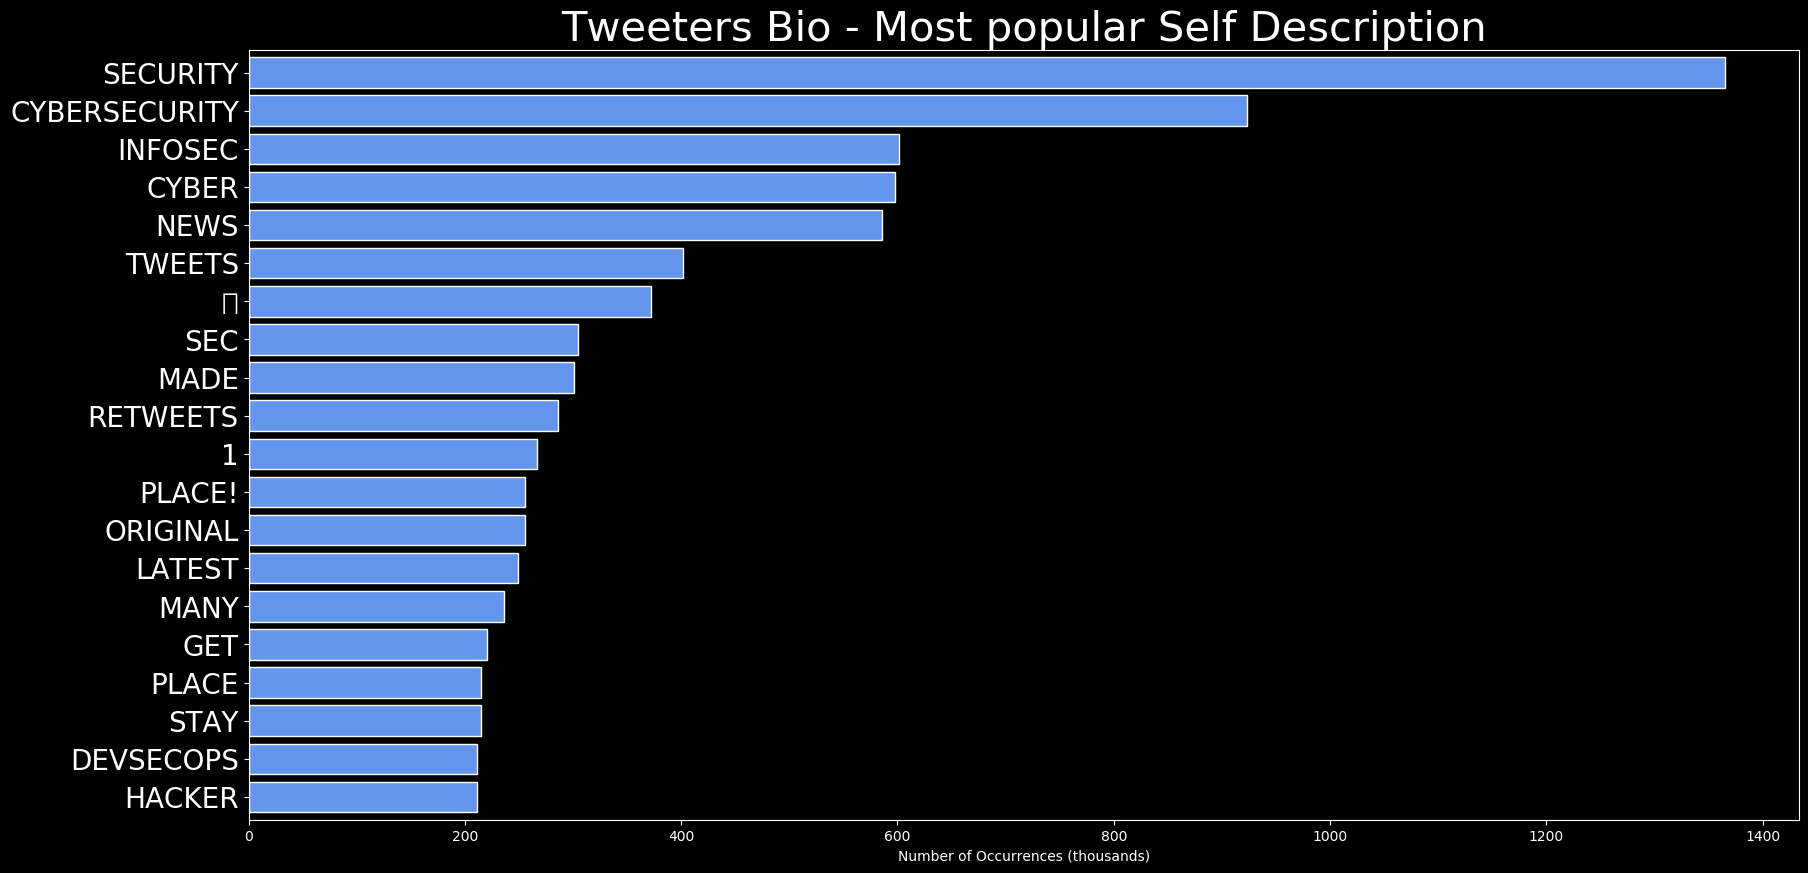 Tweeters Bio - Most popular Self Description
SECURITY
CYBERSECURITY
INFOSEC
CYBER
NEWS
TWEETS
SEC
MADE
RETWEETS
1
PLACE!
ORIGINAL
LATEST
MANY
GET
PLACE
STAY
DEVSECOPS
HACKER
0 200 400 600 800 1000 1200 1400
Number of Occurrences (thousands)